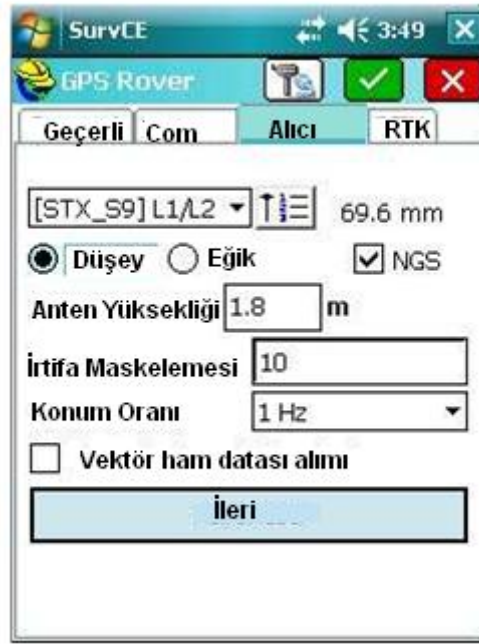 SurvCE 3:49
GPS Rover
Geçerli Com Alıcı RTK
[STX_S9] L1/L2 69.6 mm
Düşey Eğik NGS
Anten Yüksekliği 1.8 m
İrtifa Maskelemesi 10
Konum Oranı 1 Hz
Vektör ham datası alımı
İleri